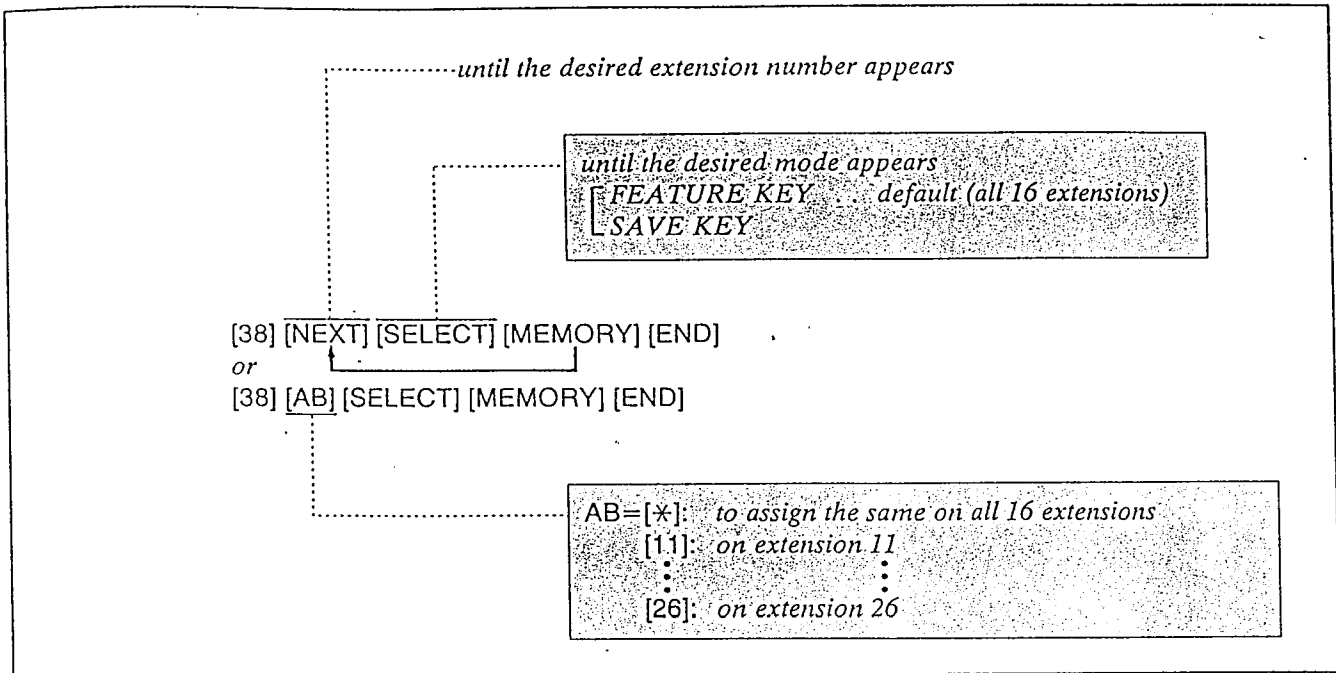 until the desired extension number appears
until the desired mode appears
FEATURE KEY . . default (all 16 extensions)
SAVE KEY
[38] [NEXT] [SELECT] [MEMORY] [END]
or
[38] [AB] [SELECT] [MEMORY] [END]
AB=[*]: to assign the same on all 16 extensions
[11]: on extension 11
[26]: on extension 26